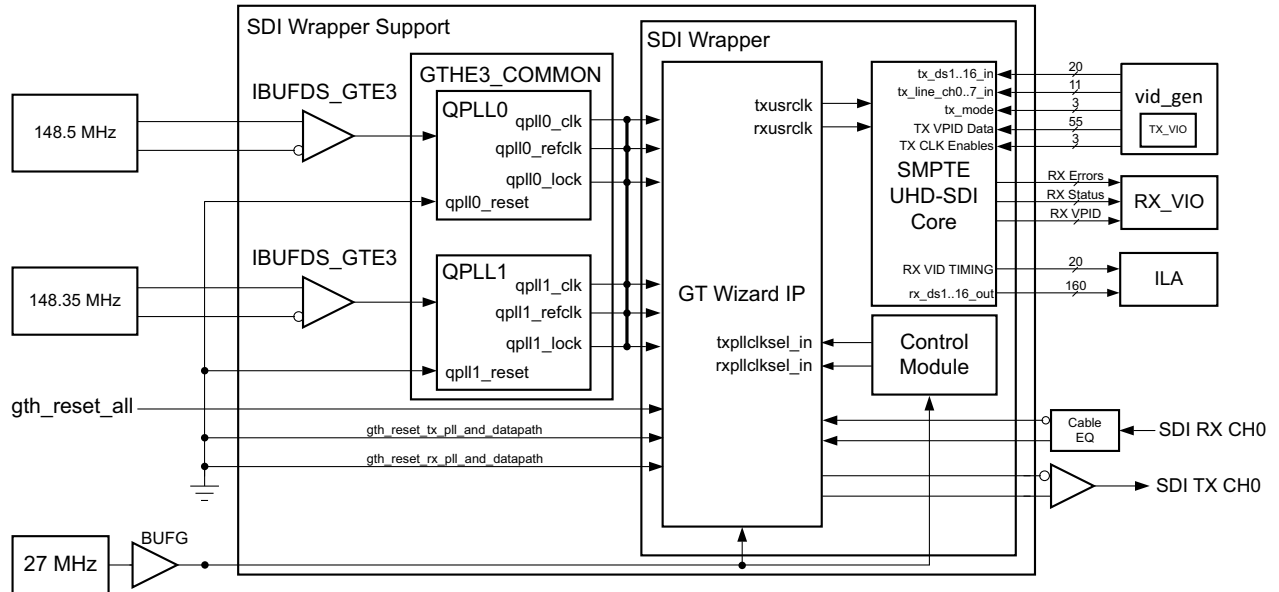 SDI Wrapper Support
SDI Wrapper
GTHE3_COMMON
IBUFDS_GTE3
148.5 MHz
QPLL0
qpll0_clk
qpll0_refclk
qpll0_lock
qpll0_reset
IBUFDS_GTE3
148.35 MHz
QPLL1
qpll1_clk
qpll1_refclk
qpll1_lock
qpll1_reset
gth_reset_all
gth_reset_tx_pll_and_datapath
gth_reset_rx_pll_and_datapath
27 MHz
BUFG
GT Wizard IP
txusrclk
rxusrclk
txpllclksel_in
rxpllclksel_in
tx_ds1..16_in
tx_line_ch0..7_in
tx_mode
TX VPID Data
TX CLK Enables
SMPTE
UHD-SDI
Core
RX VID TIMING
rx_ds1..16_out
20
11
3
55
3
vid_gen
TX_VIO
RX Errors
RX Status
RX VPID
RX_VIO
20
160
ILA
Control
Module
Cable
EQ
SDI RX CH0
SDI TX CH0